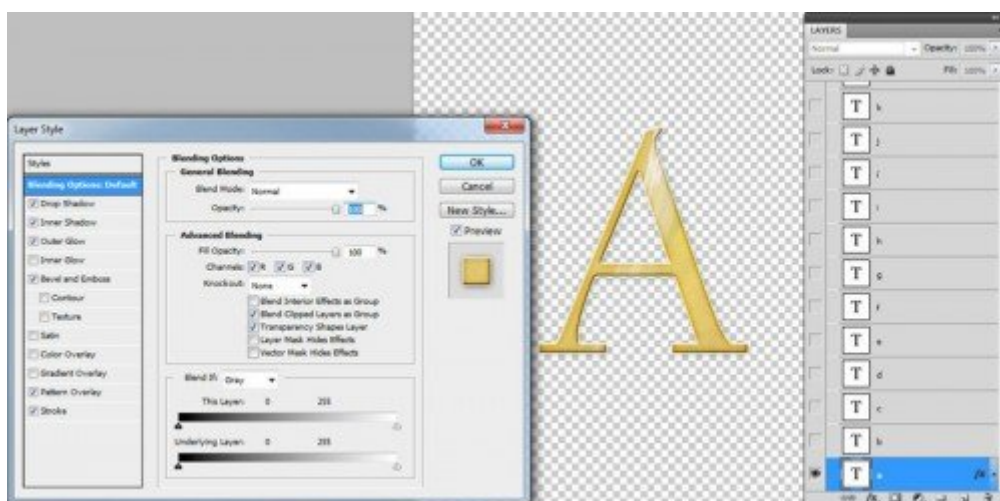 Layer Style
Styles
Blending Options: Default
Drop Shadow
Inner Shadow
Outer Glow
Inner Glow
Bevel and Emboss
Contour
Texture
Satin
Color Overlay
Gradient Overlay
Pattern Overlay
Stroke
Blending Options
General Blending
Blend Mode: Normal
Opacity: 100 %
Advanced Blending
Fill Opacity: 100 %
Channels: R G B
Knockout: None
Blend Interior Effects as Group
Blend Clipped Layers as Group
Transparency Shapes Layer
Layer Mask Hides Effects
Vector Mask Hides Effects
Blend If: Gray
This Layer: 0 255
Underlying Layer: 0 255
OK
Cancel
New Style...
Preview
A
LAYERS
Normal Opacity: 100%
Lock: Fill: 100%
T k
T j
T i
T h
T g
T f
T e
T d
T c
T b
T a fx